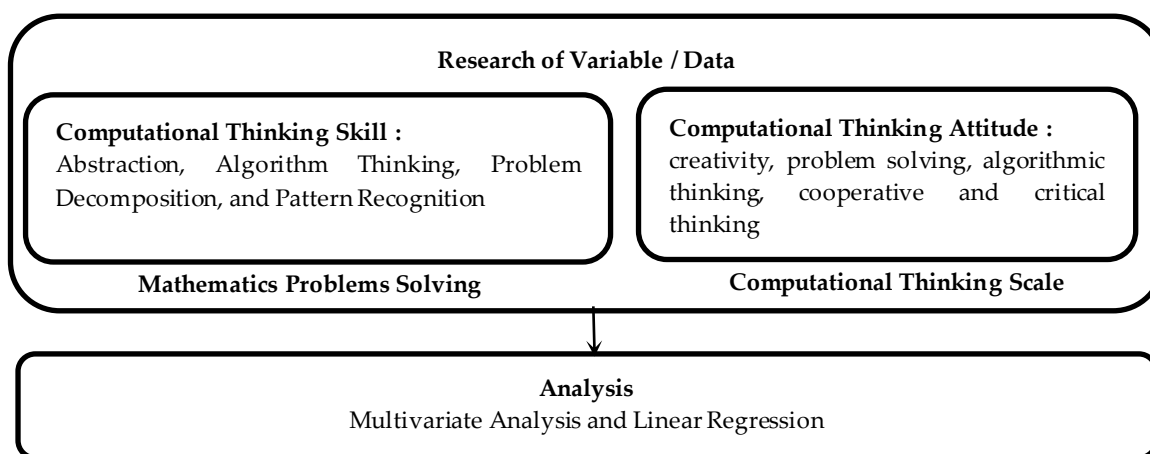 Research of Variable / Data
Computational Thinking Skill :
Abstraction, Algorithm Thinking, Problem
Decomposition, and Pattern Recognition
Mathematics Problems Solving
Computational Thinking Attitude :
creativity, problem solving, algorithmic
thinking, cooperative and critical
thinking
Computational Thinking Scale
Analysis
Multivariate Analysis and Linear Regression